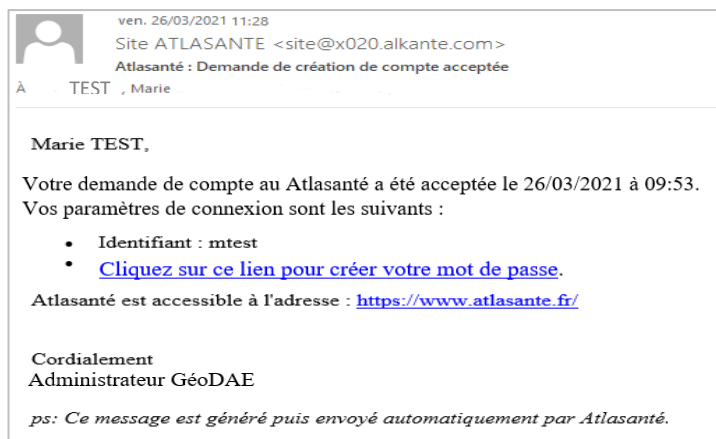 ven. 26/03/2021 11:28
Site ATLASANTE <site@x020.alkante.com>
Atlasanté : Demande de création de compte acceptée
À TEST , Marie
Marie TEST,
Votre demande de compte au Atlasanté a été acceptée le 26/03/2021 à 09:53.
Vos paramètres de connexion sont les suivants :
• Identifiant : mtest
• Cliquez sur ce lien pour créer votre mot de passe.
Atlasanté est accessible à l'adresse : https://www.atlasante.fr/
Cordialement
Administrateur GéoDAE
ps: Ce message est généré puis envoyé automatiquement par Atlasanté.